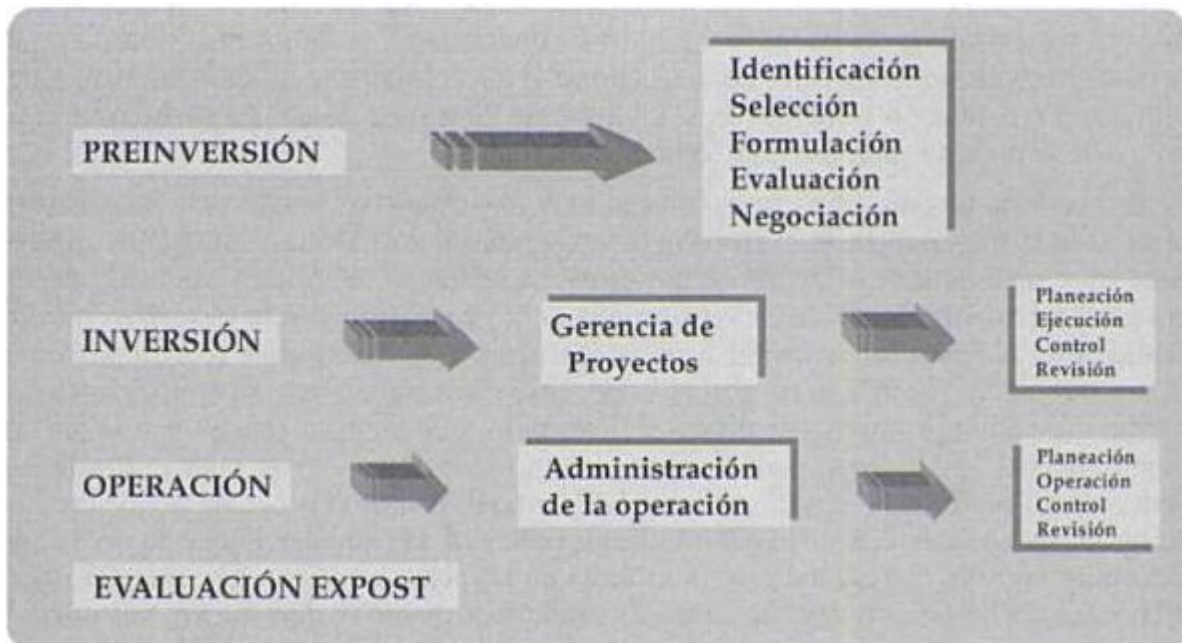 PREINVERSIÓN
Identificación
Selección
Formulación
Evaluación
Negociación
INVERSIÓN
Gerencia de
Proyectos
Planeación
Ejecución
Control
Revisión
OPERACIÓN
Administración
de la operación
Planeación
Operación
Control
Revisión
EVALUACIÓN EXPOST